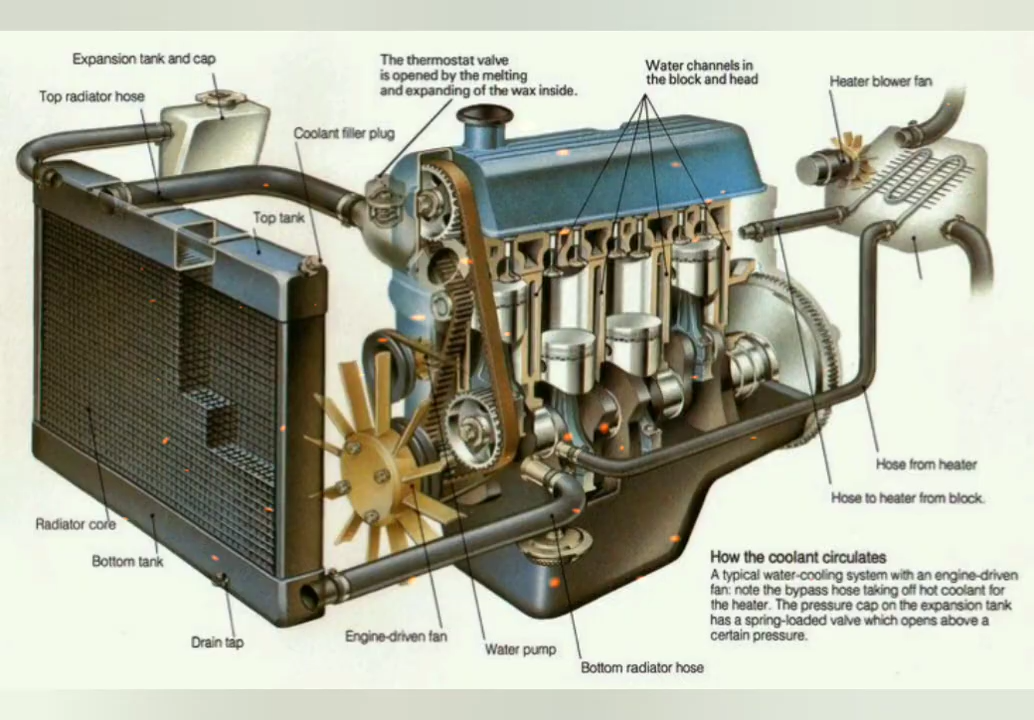 Expansion tank and cap
Top radiator hose
The thermostat valve
is opened by the melting
and expanding of the wax inside.
Water channels in
the block and head
Heater blower fan
Coolant filler plug
Top tank
Hose from heater
Hose to heater from block.
Radiator core
Bottom tank
Drain tap
Engine-driven fan
Water pump
Bottom radiator hose
How the coolant circulates
A typical water-cooling system with an engine-driven
fan: note the bypass hose taking off hot coolant for
the heater. The pressure cap on the expansion tank
has a spring-loaded valve which opens above a
certain pressure.